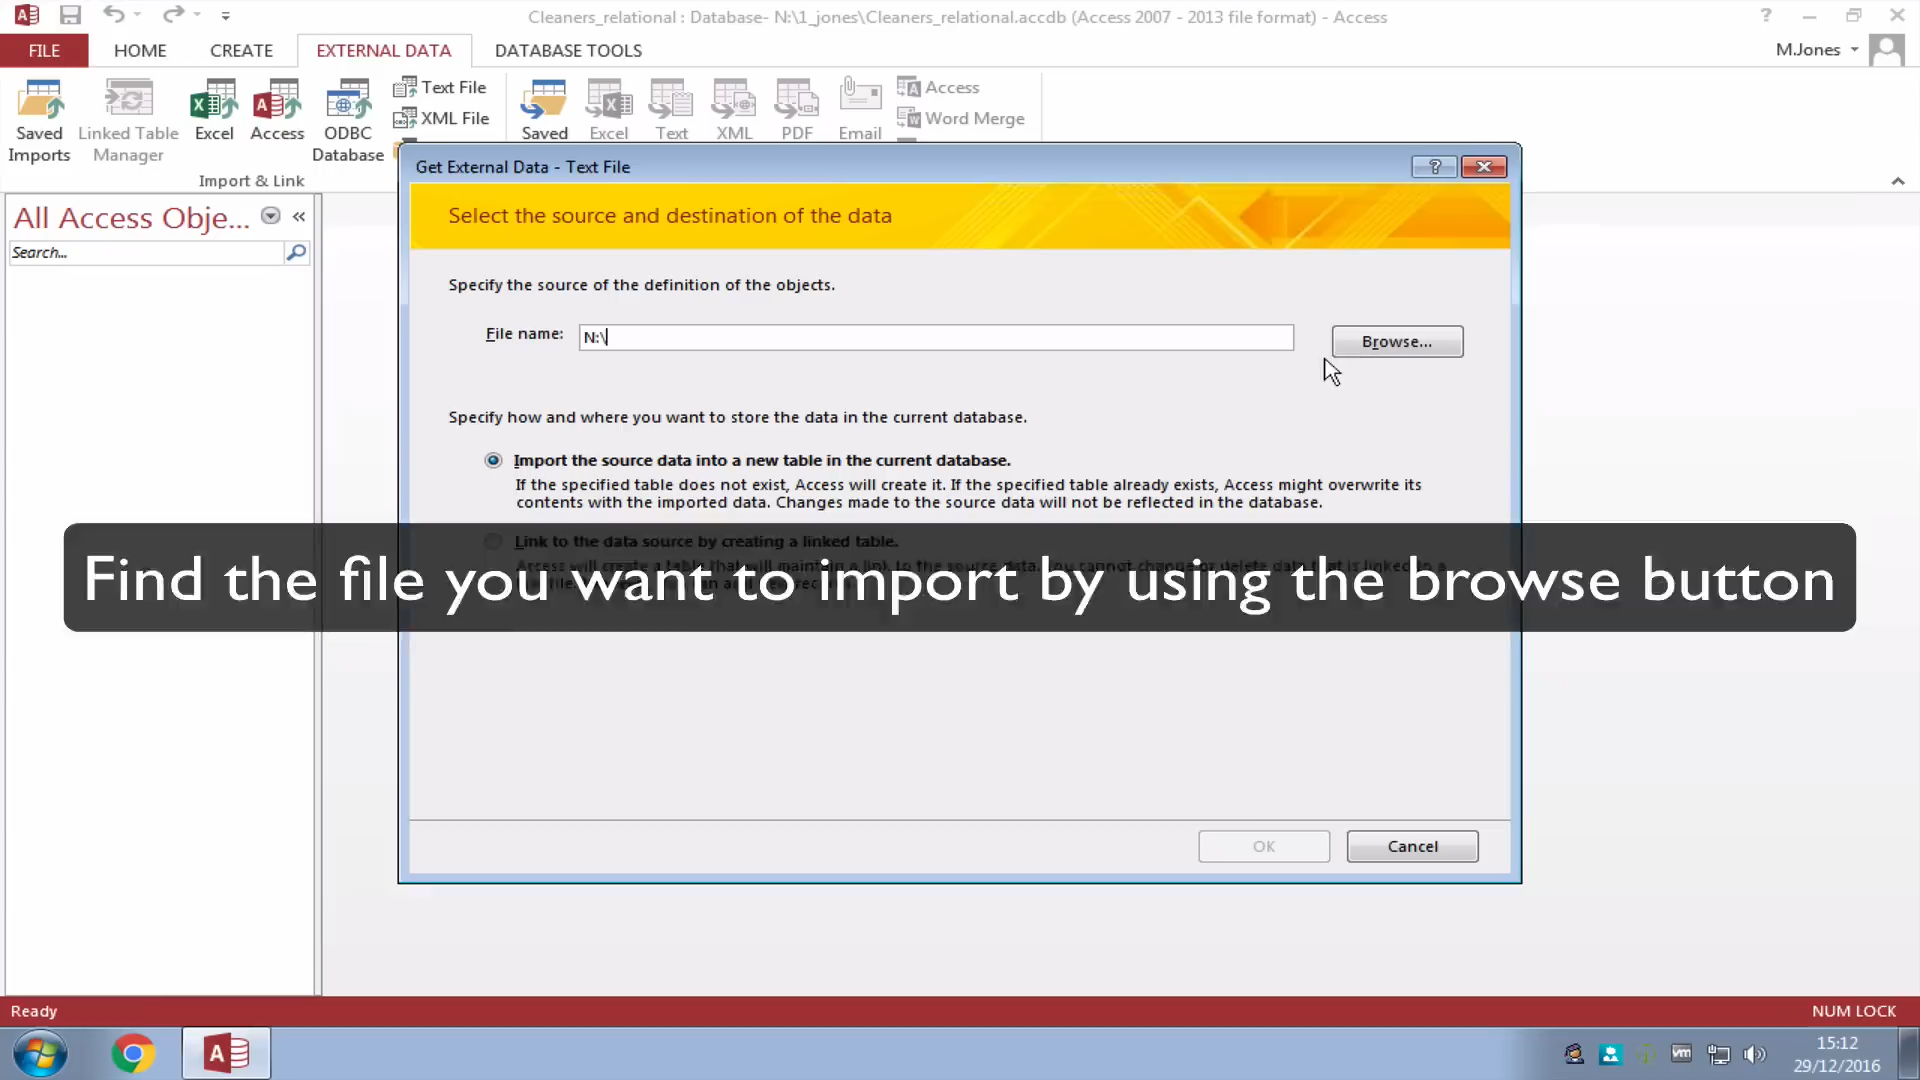 Cleaners_relational : Database- N:\1_jones\Cleaners_relational.accdb (Access 2007 - 2013 file format) - Access
FILE HOME CREATE EXTERNAL DATA DATABASE TOOLS
M.Jones
Saved Imports
Linked Table Manager
Excel
Access
ODBC Database
Text File
XML File
Import & Link
Saved
Excel
Text
XML
PDF
Email
Access
Word Merge
All Access Obje...
Search...
Get External Data - Text File
Select the source and destination of the data
Specify the source of the definition of the objects.
File name: N:\
Browse...
Specify how and where you want to store the data in the current database.
Import the source data into a new table in the current database.
If the specified table does not exist, Access will create it. If the specified table already exists, Access might overwrite its
contents with the imported data. Changes made to the source data will not be reflected in the database.
Link to the data source by creating a linked table.
Find the file you want to import by using the browse button
OK Cancel
Ready
NUM LOCK
15:12
29/12/2016